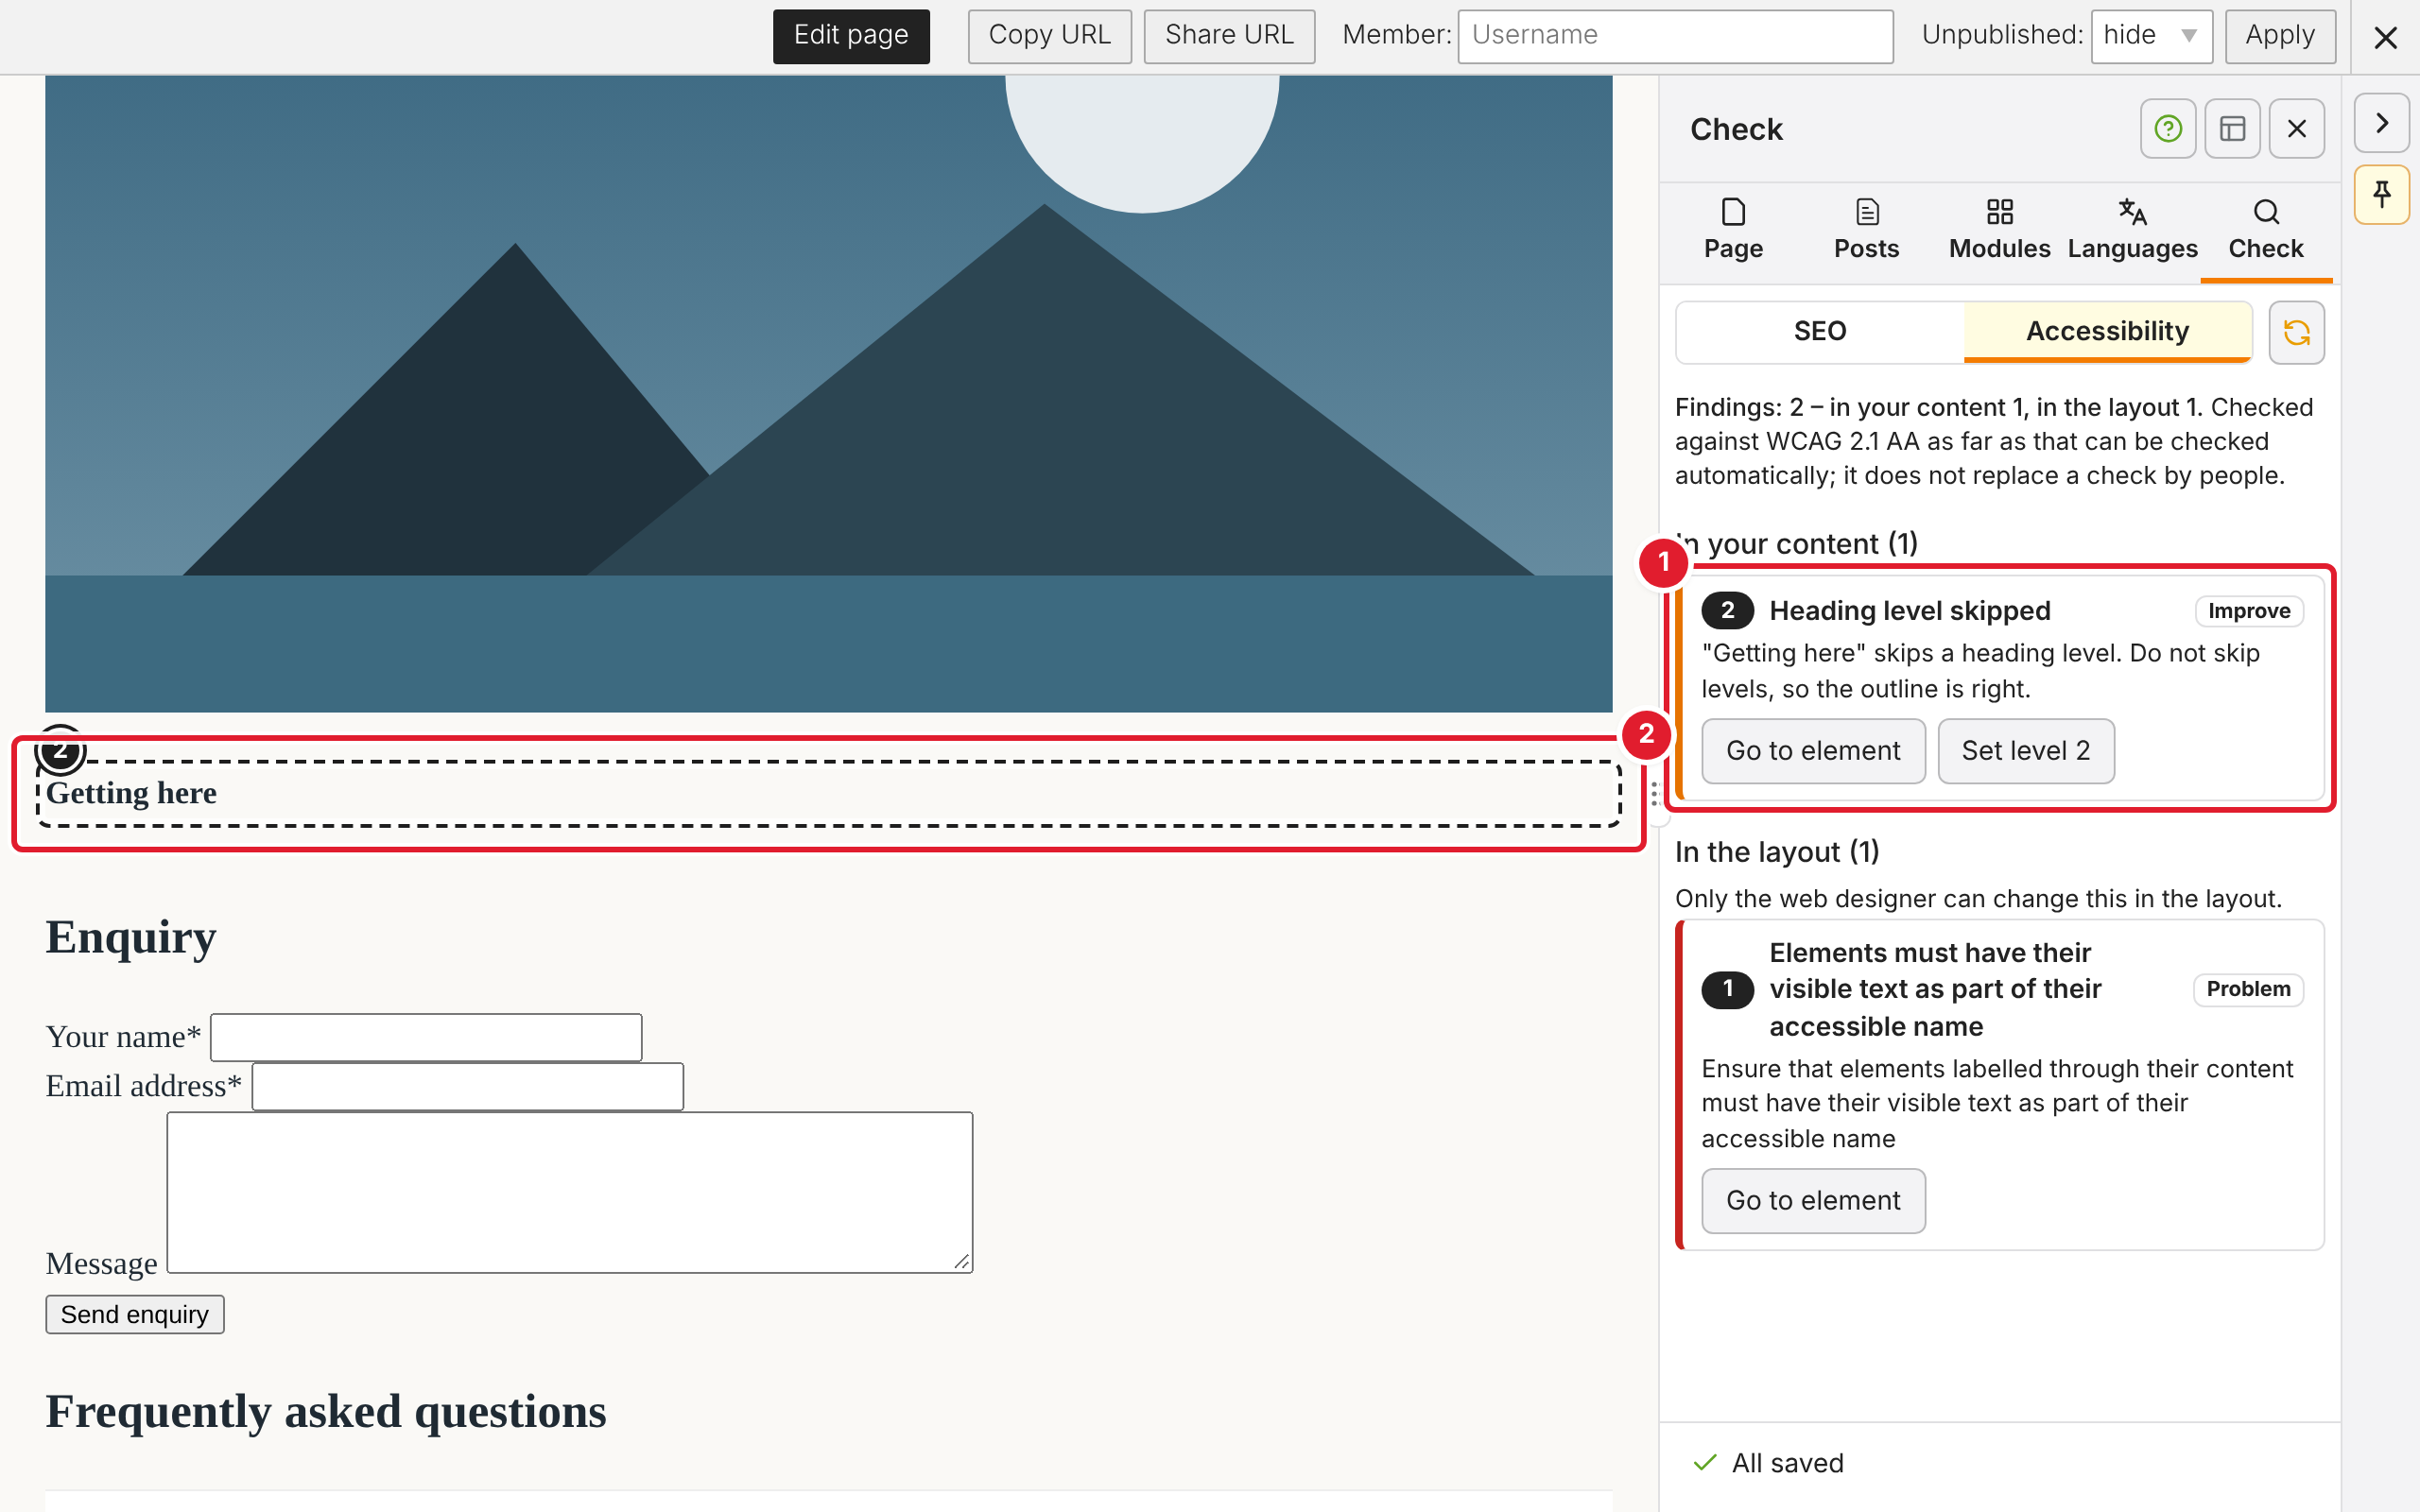 Edit page
Copy URL
Share URL
Member:
Username
Unpublished:
hide
Apply
Check
Page
Posts
Modules
Languages
Check
SEO
Accessibility
Findings: 2 – in your content 1, in the layout 1. Checked
against WCAG 2.1 AA as far as that can be checked
automatically; it does not replace a check by people.
In your content (1)
1
2
Heading level skipped
Improve
"Getting here" skips a heading level. Do not skip
levels, so the outline is right.
Go to element
Set level 2
2
2
Getting here
In the layout (1)
Only the web designer can change this in the layout.
1
Elements must have their
visible text as part of their
accessible name
Problem
Ensure that elements labelled through their content
must have their visible text as part of their
accessible name
Go to element
All saved
Enquiry
Your name*
Email address*
Message
Send enquiry
Frequently asked questions